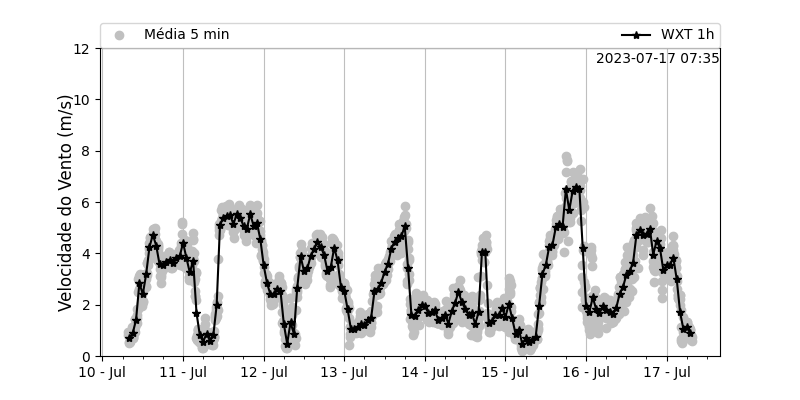 Média 5 min
WXT 1h
2023-07-17 07:35
Velocidade do Vento (m/s)
12
10
8
6
4
2
0
10 - Jul 11 - Jul 12 - Jul 13 - Jul 14 - Jul 15 - Jul 16 - Jul 17 - Jul